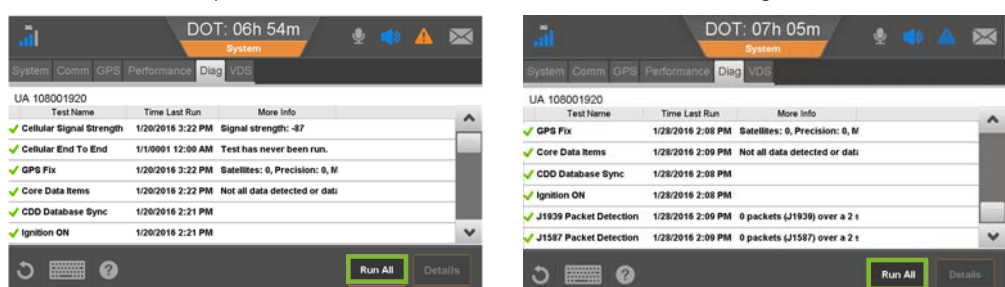 3G
DOT: 06h 54m
System
System Comm GPS Performance Diag VDS
UA 108001920
Test Name Time Last Run More Info
Cellular Signal Strength 1/20/2016 3:22 PM Signal strength: -87
Cellular End To End 1/1/0001 12:00 AM Test has never been run.
GPS Fix 1/20/2016 3:22 PM Satellites: 0, Precision: 0, M
Core Data Items 1/20/2016 2:22 PM Not all data detected or data
CDD Database Sync 1/20/2016 2:21 PM
Ignition ON 1/20/2016 2:21 PM
Run All Details
3G
DOT: 07h 05m
System
System Comm GPS Performance Diag VDS
UA 108001920
Test Name Time Last Run More Info
GPS Fix 1/28/2016 2:08 PM Satellites: 0, Precision: 0, M
Core Data Items 1/28/2016 2:09 PM Not all data detected or data
CDD Database Sync 1/28/2016 2:08 PM
Ignition ON 1/28/2016 2:08 PM
J1939 Packet Detection 1/28/2016 2:09 PM 0 packets (J1939) over a 2 s
J1587 Packet Detection 1/28/2016 2:09 PM 0 packets (J1587) over a 2 s
Run All Details